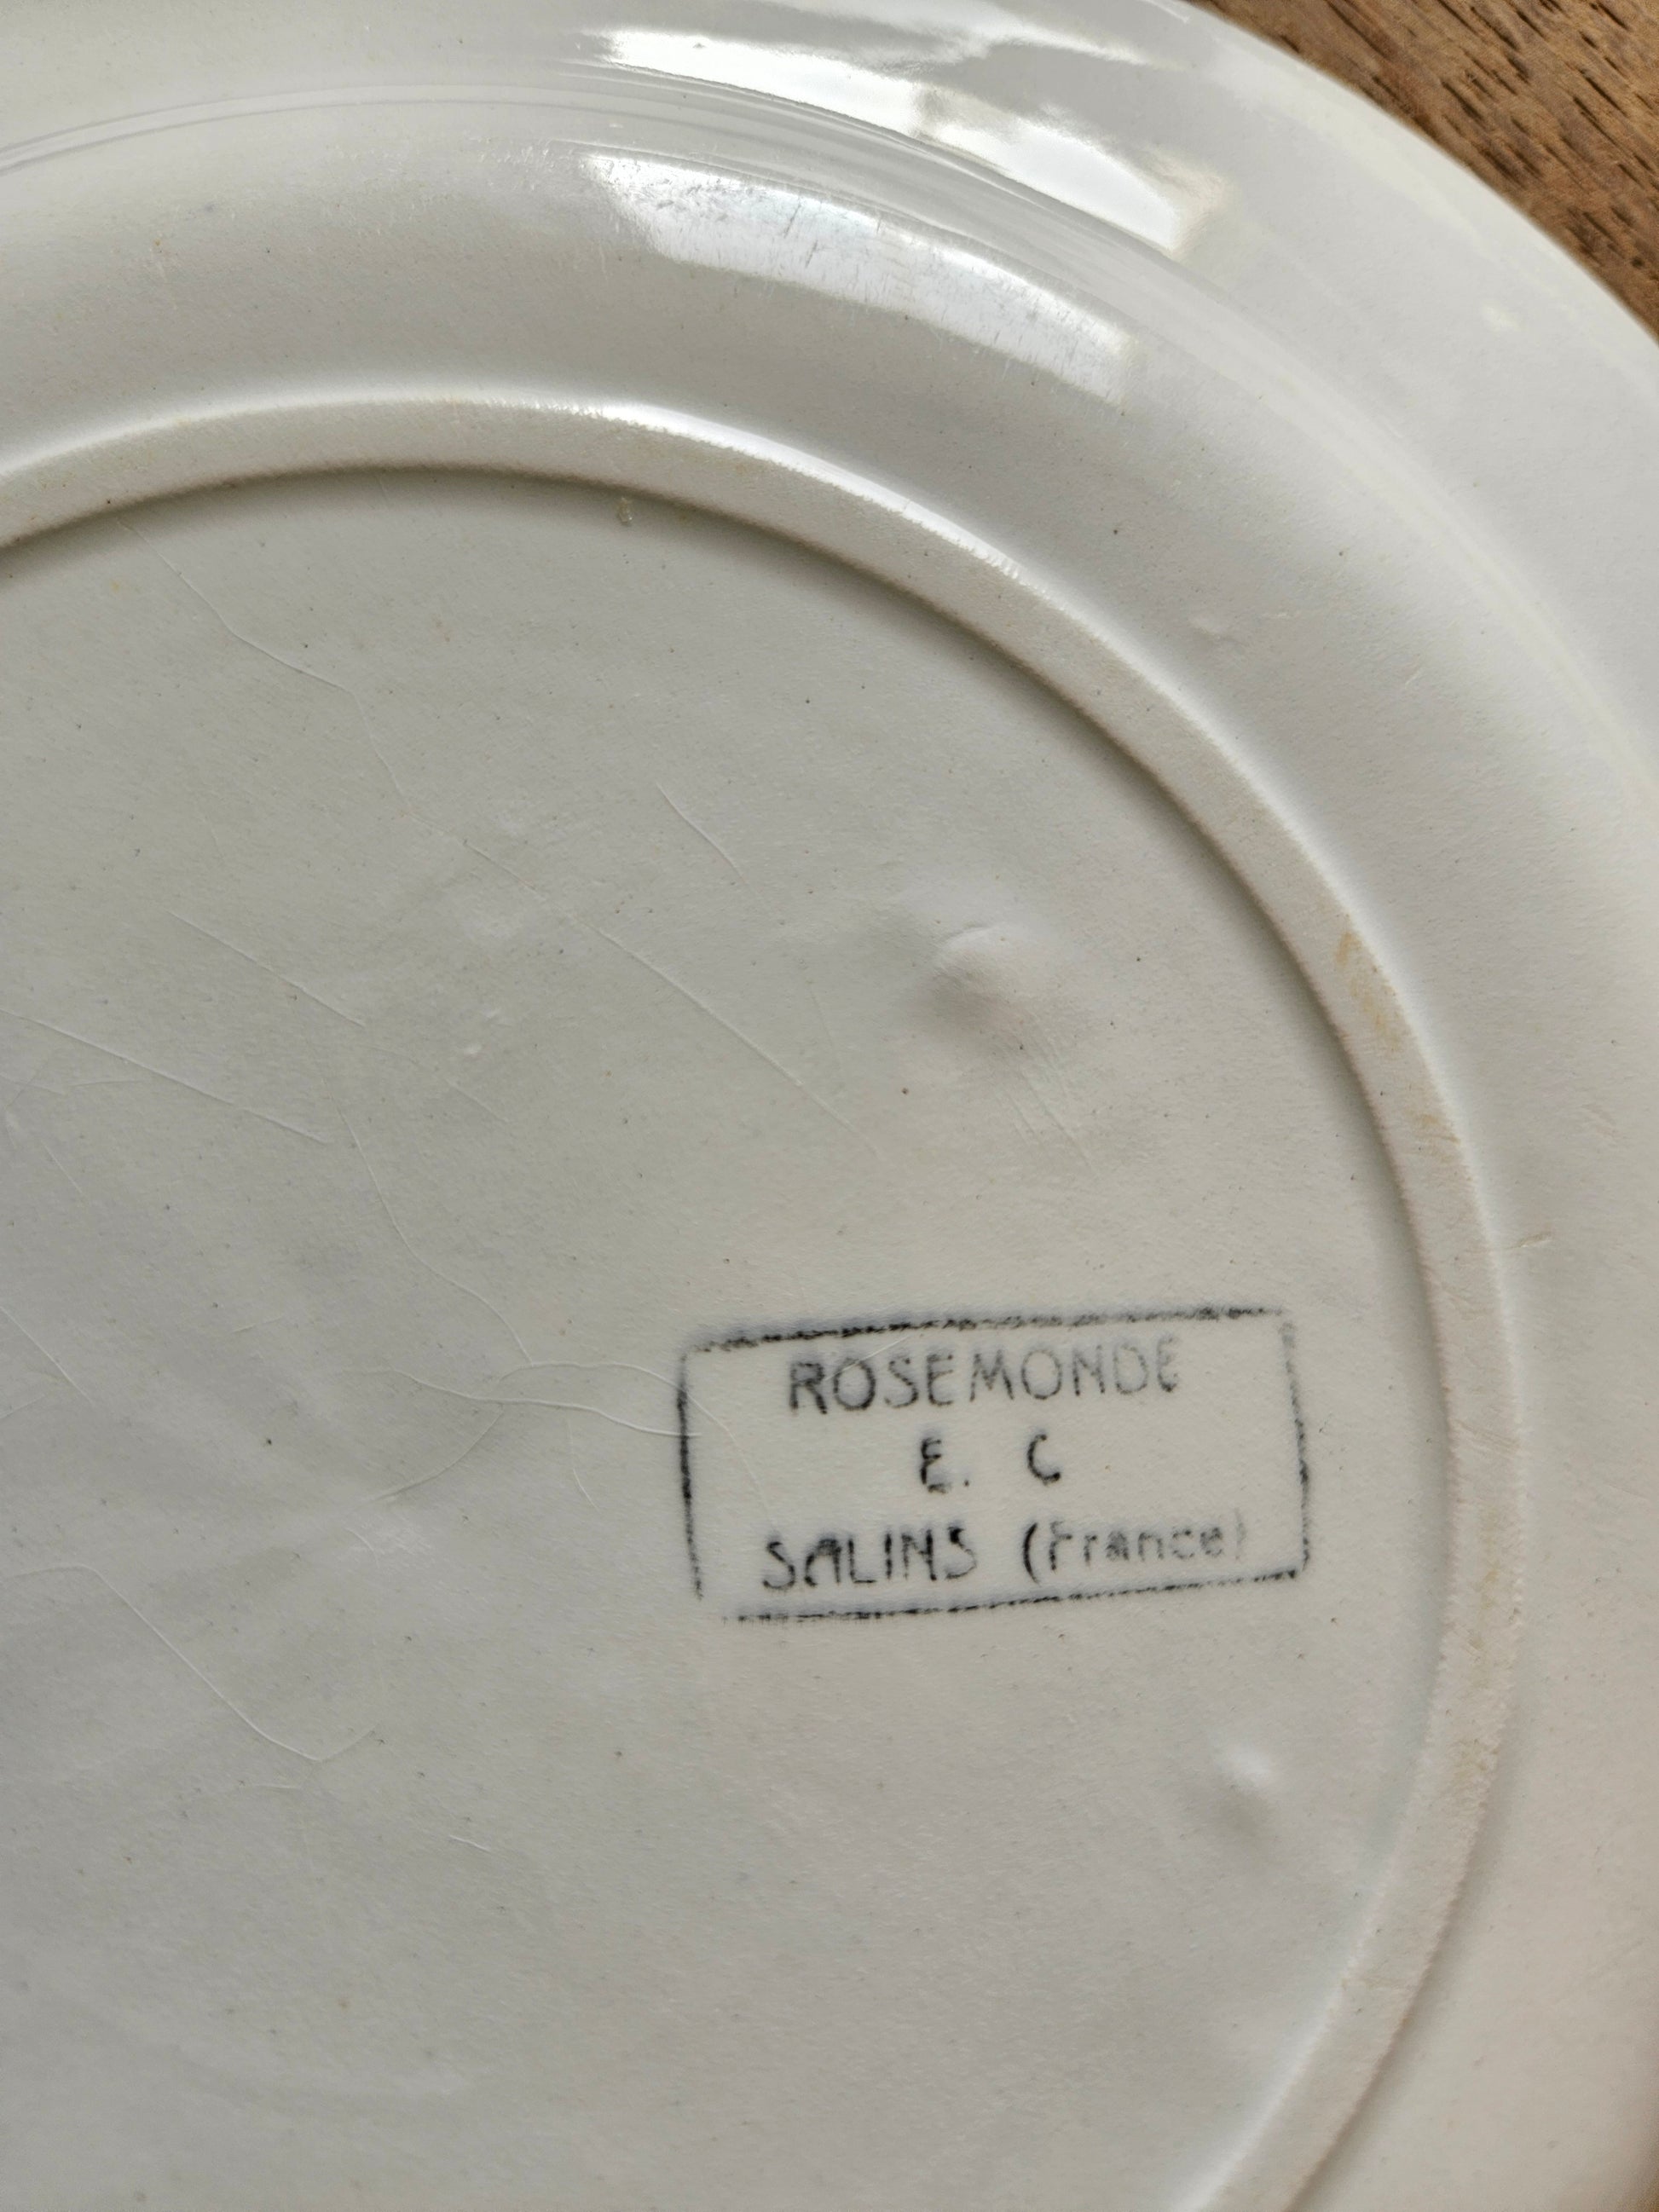 ROSEMONDE
E. C
SALINS (France)